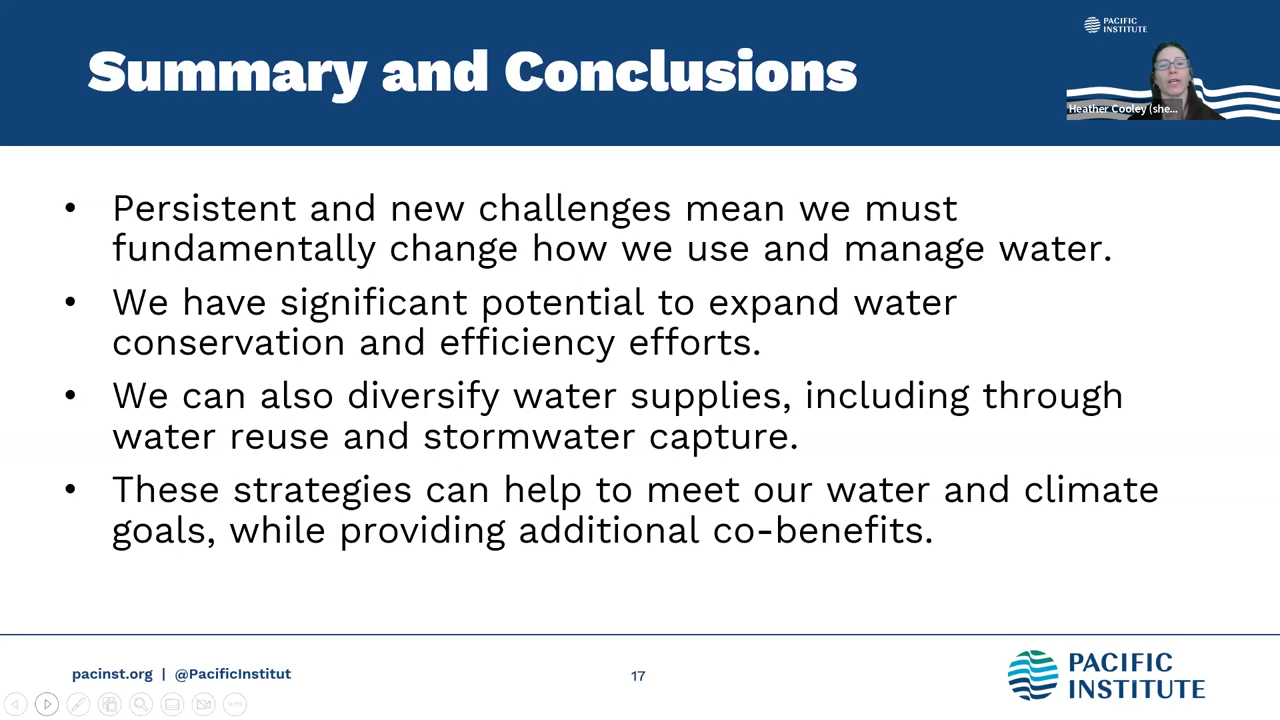 Summary and Conclusions
PACIFIC
INSTITUTE
Heather Cooley (she...
• Persistent and new challenges mean we must
fundamentally change how we use and manage water.
• We have significant potential to expand water
conservation and efficiency efforts.
• We can also diversify water supplies, including through
water reuse and stormwater capture.
• These strategies can help to meet our water and climate
goals, while providing additional co-benefits.
pacinst.org | @PacificInstitut
17
PACIFIC
INSTITUTE